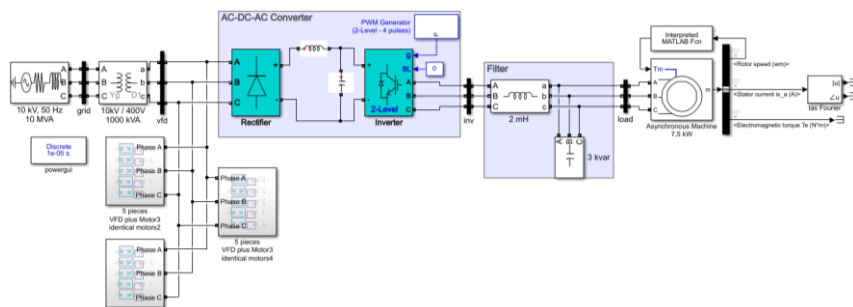 AC-DC-AC Converter
PWM Generator
(2-Level - 4 pulses)
P
g
BL
0
Rectifier
2-Level
Inverter
A
B
C
A
B
C
+
-
+
-
A
B
C
10 kV, 50 Hz
10 MVA
grid
A
B
C
a
b
c
10kV / 400V
1000 kVA
vfd
inv
Filter
A
B
C
a
b
c
2 mH
A B C
3 kvar
load
Interpreted
MATLAB Fcn
Tm
m
A
B
C
Asynchronous Machine
7,5 kW
<Rotor speed (wm)>
<Stator current is_a (A)>
<Electromagnetic torque Te (N*m)>
|u|
∠u
Ias Fourier
Discrete
1e-05 s.
powergui
Phase A
Phase B
Phase C
5 pieces
VFD plus Motor3
identical motors2
Phase A
Phase B
Phase C
5 pieces
VFD plus Motor3
identical motors4
Phase A
Phase B
Phase C